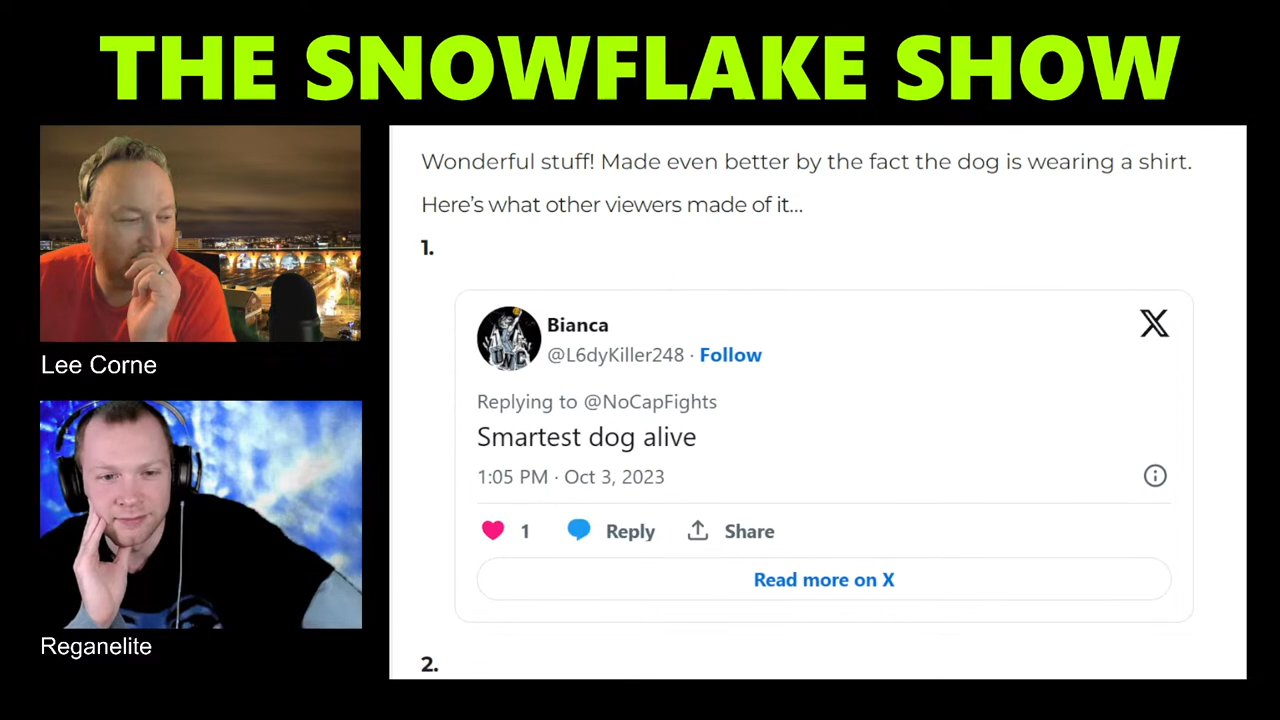 THE SNOWFLAKE SHOW
Lee Corne
Reganelite
Wonderful stuff! Made even better by the fact the dog is wearing a shirt.
Here's what other viewers made of it...
1.
Bianca
@L6dyKiller248 · Follow
Replying to @NoCapFights
Smartest dog alive
1:05 PM · Oct 3, 2023
1 Reply Share
Read more on X
2.